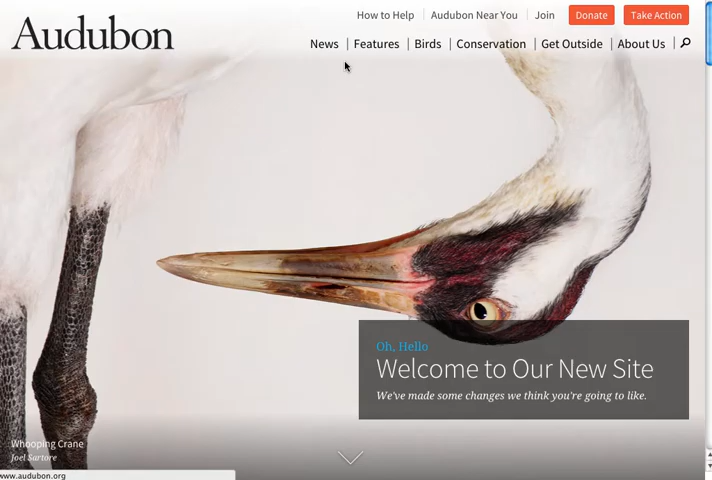 How to Help | Audubon Near You | Join Donate Take Action
Audubon
News | Features | Birds | Conservation | Get Outside | About Us
Oh, Hello
Welcome to Our New Site
We've made some changes we think you're going to like.
Whooping Crane
Joel Sartore
www.audubon.org